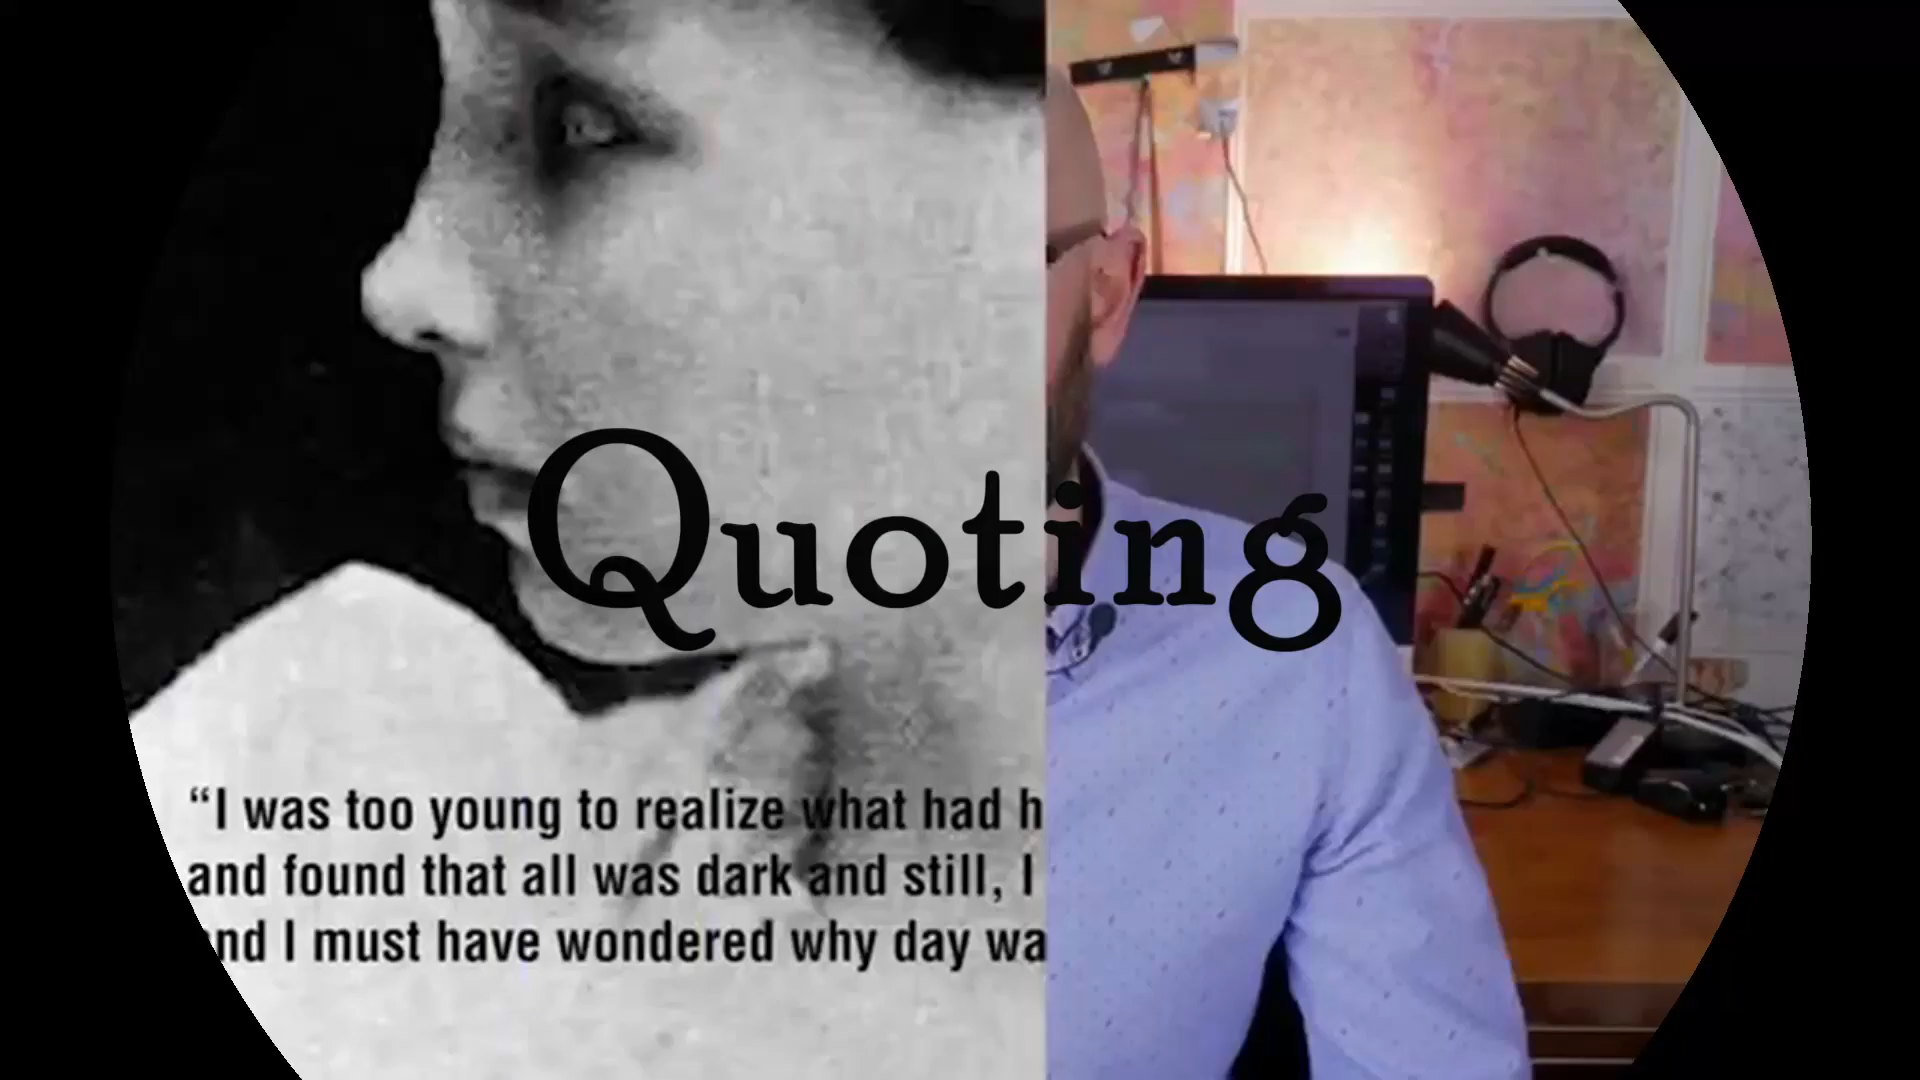 Quoting
“I was too young to realize what had h
and found that all was dark and still, I
nd I must have wondered why day wa